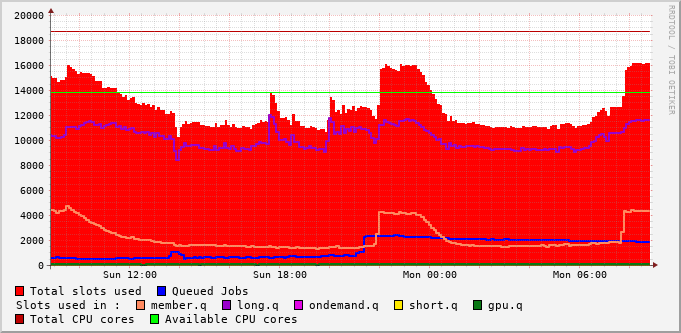 RRDTOOL / TOBI OETIKER
20000
18000
16000
14000
12000
10000
8000
6000
4000
2000
0
Sun 12:00 Sun 18:00 Mon 00:00 Mon 06:00
Total slots used Queued Jobs
Slots used in : member.q long.q ondemand.q short.q gpu.q
Total CPU cores Available CPU cores